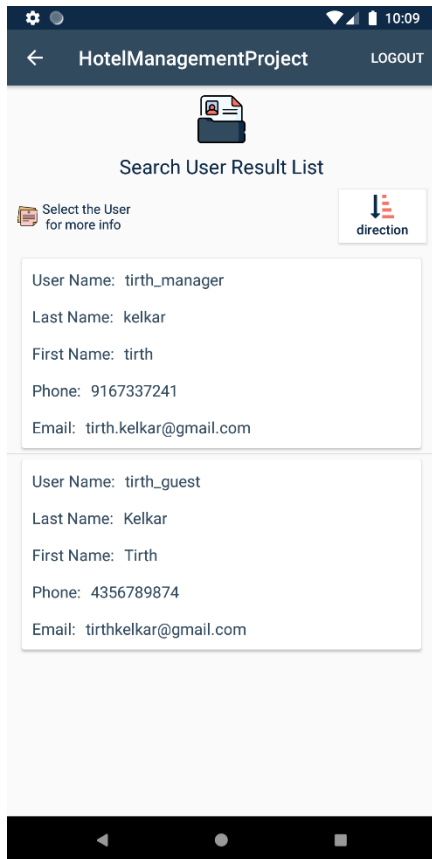 10:09
HotelManagementProject LOGOUT
Search User Result List
Select the User
for more info
direction
User Name: tirth_manager
Last Name: kelkar
First Name: tirth
Phone: 9167337241
Email: tirth.kelkar@gmail.com
User Name: tirth_guest
Last Name: Kelkar
First Name: Tirth
Phone: 4356789874
Email: tirthkelkar@gmail.com